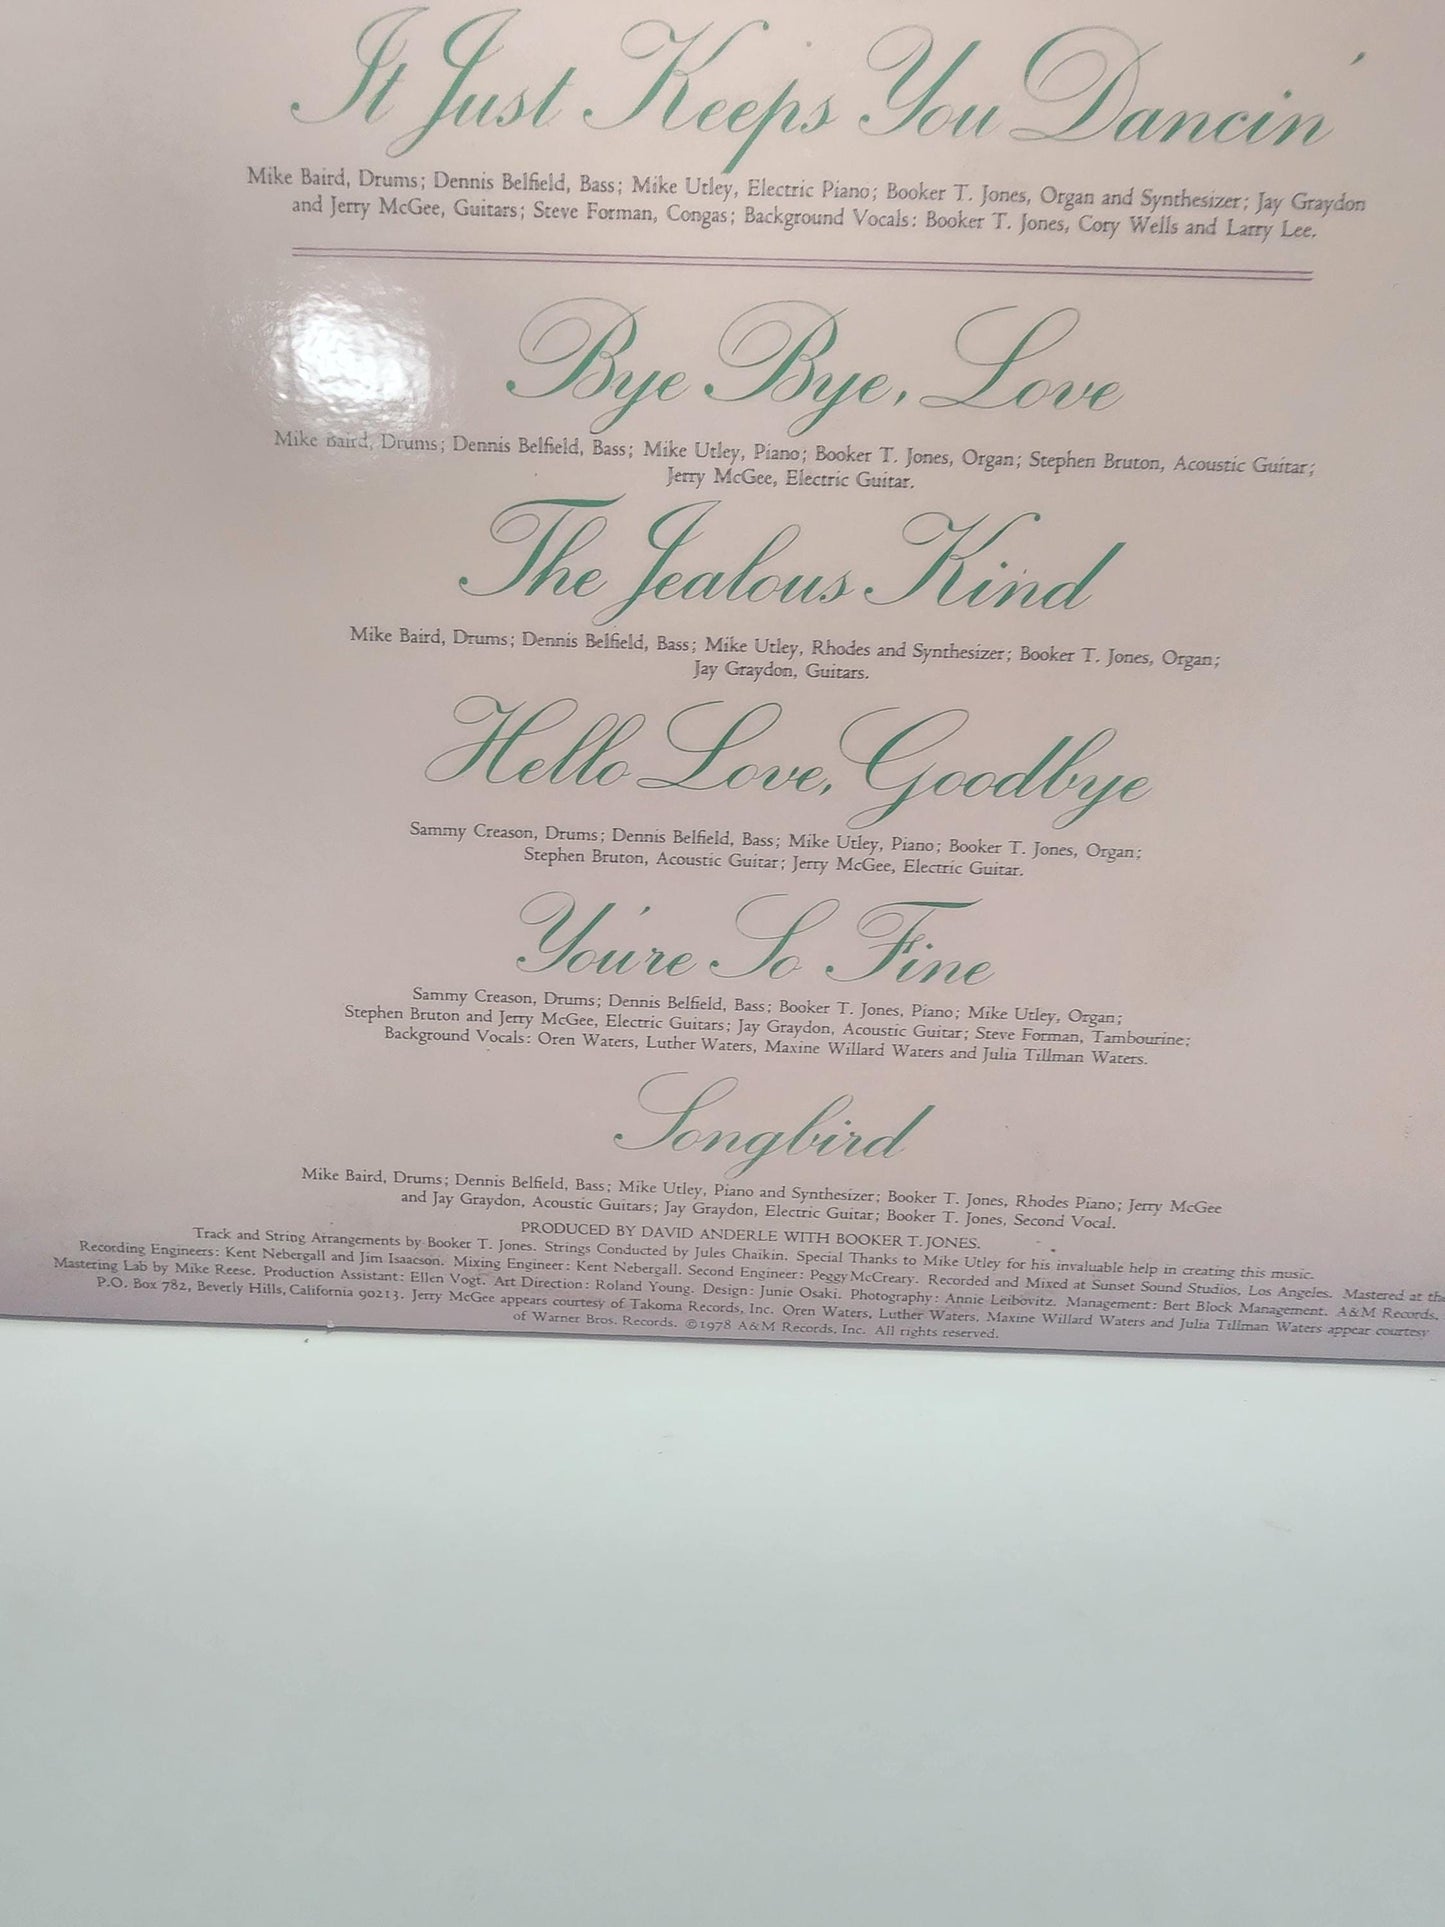 It Just Keeps You Dancin'
Mike Baird, Drums; Dennis Belfield, Bass; Mike Utley, Electric Piano; Booker T. Jones, Organ and Synthesizer; Jay Graydon
and Jerry McGee, Guitars; Steve Forman, Congas; Background Vocals: Booker T. Jones, Cory Wells and Larry Lee.
Bye Bye, Love
Mike Baird, Drums; Dennis Belfield, Bass; Mike Utley, Piano; Booker T. Jones, Organ; Stephen Bruton, Acoustic Guitar;
Jerry McGee, Electric Guitar.
The Jealous Kind
Mike Baird, Drums; Dennis Belfield, Bass; Mike Utley, Rhodes and Synthesizer; Booker T. Jones, Organ;
Jay Graydon, Guitars.
Hello Love, Goodbye
Sammy Creason, Drums; Dennis Belfield, Bass; Mike Utley, Piano; Booker T. Jones, Organ;
Stephen Bruton, Acoustic Guitar; Jerry McGee, Electric Guitar.
You're So Fine
Sammy Creason, Drums; Dennis Belfield, Bass; Booker T. Jones, Piano; Mike Utley, Organ;
Stephen Bruton and Jerry McGee, Electric Guitars; Jay Graydon, Acoustic Guitar; Steve Forman, Tambourine;
Background Vocals: Oren Waters, Luther Waters, Maxine Willard Waters and Julia Tillman Waters.
Songbird
Mike Baird, Drums; Dennis Belfield, Bass; Mike Utley, Piano and Synthesizer; Booker T. Jones, Rhodes Piano; Jerry McGee
and Jay Graydon, Acoustic Guitars; Jay Graydon, Electric Guitar; Booker T. Jones, Second Vocal.
PRODUCED BY DAVID ANDERLE WITH BOOKER T. JONES.
Track and String Arrangements by Booker T. Jones. Strings Conducted by Jules Chaikin. Special Thanks to Mike Utley for his invaluable help in creating this music.
Recording Engineers: Kent Nebergall and Jim Isaacson. Mixing Engineer: Kent Nebergall. Second Engineer: Peggy McCreary. Recorded and Mixed at Sunset Sound Studios, Los Angeles. Mastered at the
Mastering Lab by Mike Reese. Production Assistant: Ellen Vogt. Art Direction: Roland Young. Design: Junie Osaki. Photography: Annie Leibovitz. Management: Bert Block Management. A&M Records,
P.O. Box 782, Beverly Hills, California 90213. Jerry McGee appears courtesy of Takoma Records, Inc. Oren Waters, Luther Waters, Maxine Willard Waters and Julia Tillman Waters appear courtesy
of Warner Bros. Records. ©1978 A&M Records, Inc. All rights reserved.